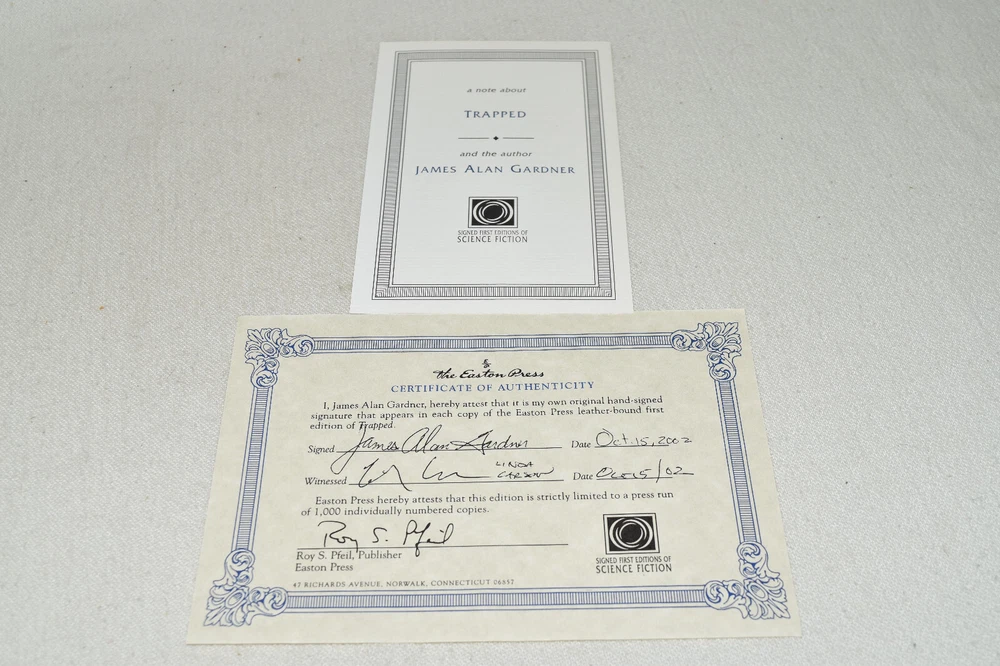 a note about
TRAPPED
and the author
JAMES ALAN GARDNER
SIGNED FIRST EDITIONS OF
SCIENCE FICTION
The Easton Press
CERTIFICATE OF AUTHENTICITY
I, James Alan Gardner, hereby attest that it is my own original hand-signed
signature that appears in each copy of the Easton Press leather-bound first
edition of Trapped.
Signed James Alan Gardner Date Oct. 15, 2002
Witnessed LINDA CARSON Date Oct 15/02
Easton Press hereby attests that this edition is strictly limited to a press run
of 1,000 individually numbered copies.
Roy S. Pfeil
Roy S. Pfeil, Publisher
Easton Press
SIGNED FIRST EDITIONS OF
SCIENCE FICTION
47 RICHARDS AVENUE, NORWALK, CONNECTICUT 06857